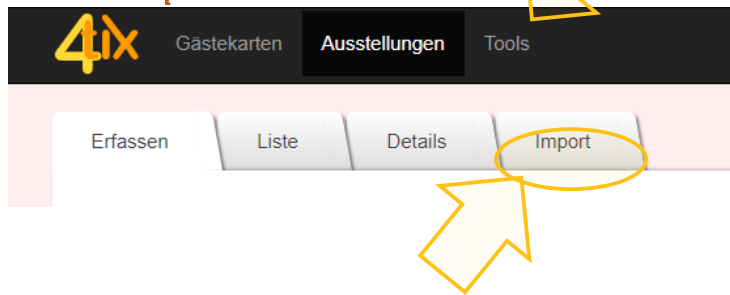 4tix Gästekarten Ausstellungen Tools
Erfassen Liste Details Import